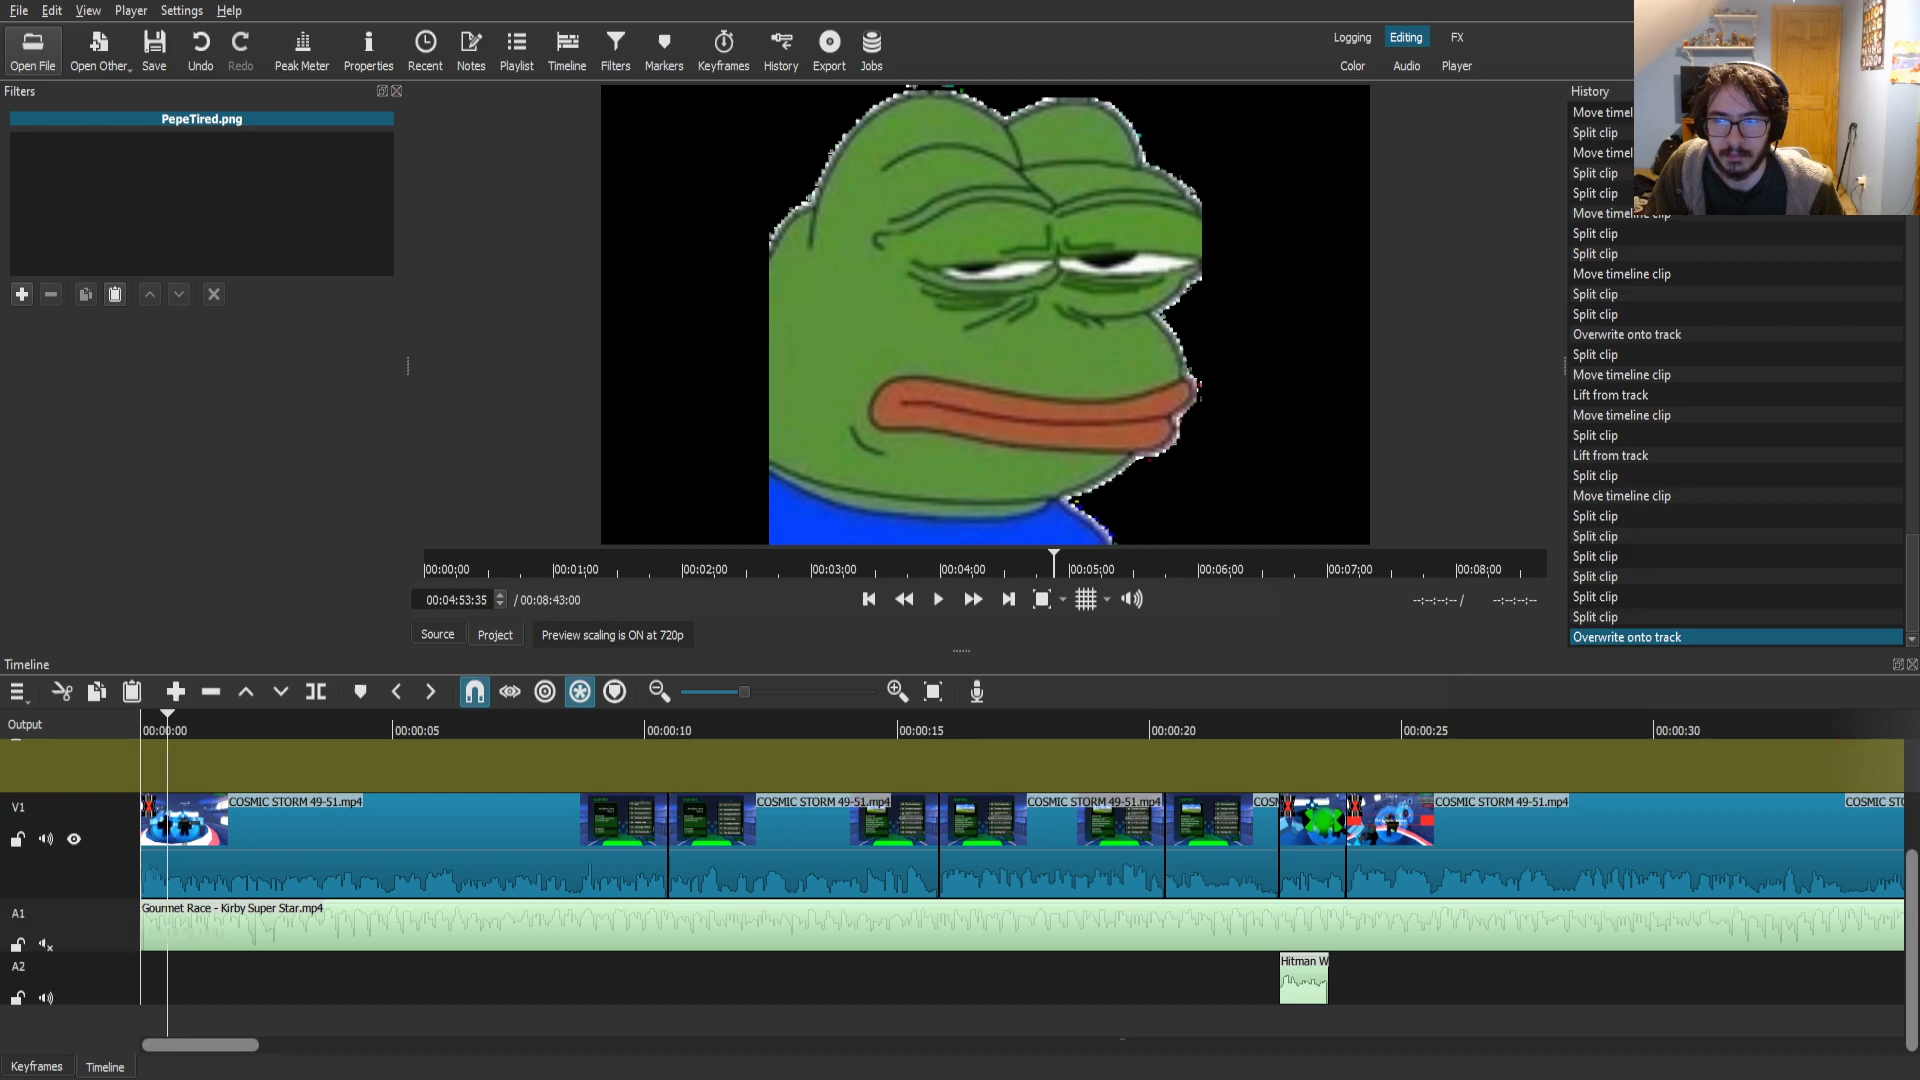 File Edit View Player Settings Help
Open File Open Other Save Undo Redo Peak Meter Properties Recent Notes Playlist Timeline Filters Markers Keyframes History Export Jobs
Logging Editing FX
Color Audio Player
Filters
PepeTired.png
History
Move timel
Split clip
Move timel
Split clip
Split clip
Move timeline clip
Split clip
Split clip
Move timeline clip
Split clip
Split clip
Overwrite onto track
Split clip
Move timeline clip
Lift from track
Move timeline clip
Split clip
Lift from track
Split clip
Move timeline clip
Split clip
Split clip
Split clip
Split clip
Split clip
Split clip
Overwrite onto track
00:00:00 00:01:00 00:02:00 00:03:00 00:04:00 00:05:00 00:06:00 00:07:00 00:08:00
00:04:53:35 / 00:08:43:00 --:--:--:-- / --:--:--:--
Source Project Preview scaling is ON at 720p
Timeline
Output
00:00:00 00:00:05 00:00:10 00:00:15 00:00:20 00:00:25 00:00:30
V1
COSMIC STORM 49-51.mp4 COSMIC STORM 49-51.mp4 COSMIC STORM 49-51.mp4 COSM COSMIC STORM 49-51.mp4 COSMIC STO
A1
Gourmet Race - Kirby Super Star.mp4
A2
Hitman W
Keyframes Timeline